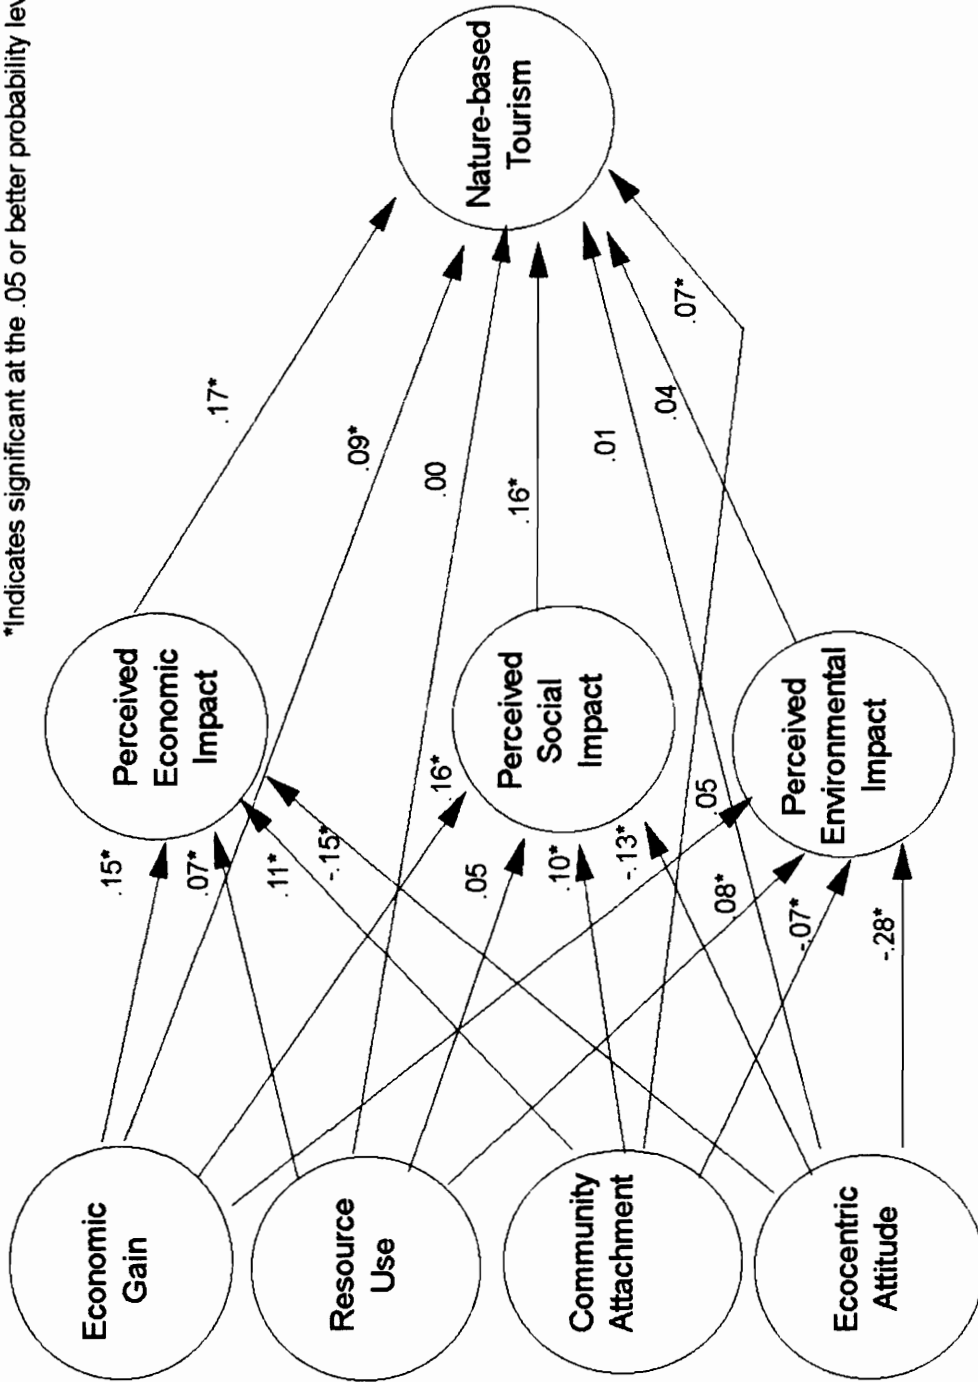 *Indicates significant at the .05 or better probability
Economic
Gain
Resource
Use
Community
Attachment
Ecocentric
Attitude
.15*
.07*
.11*
-.15*
.16*
.05
.10*
-.13*
.05
.08*
-.07*
-.28*
Perceived
Economic
Impact
Perceived
Social
Impact
Perceived
Environmental
Impact
.17*
.09*
.00
.16*
.01
.04
.07*
Nature-based
Tourism